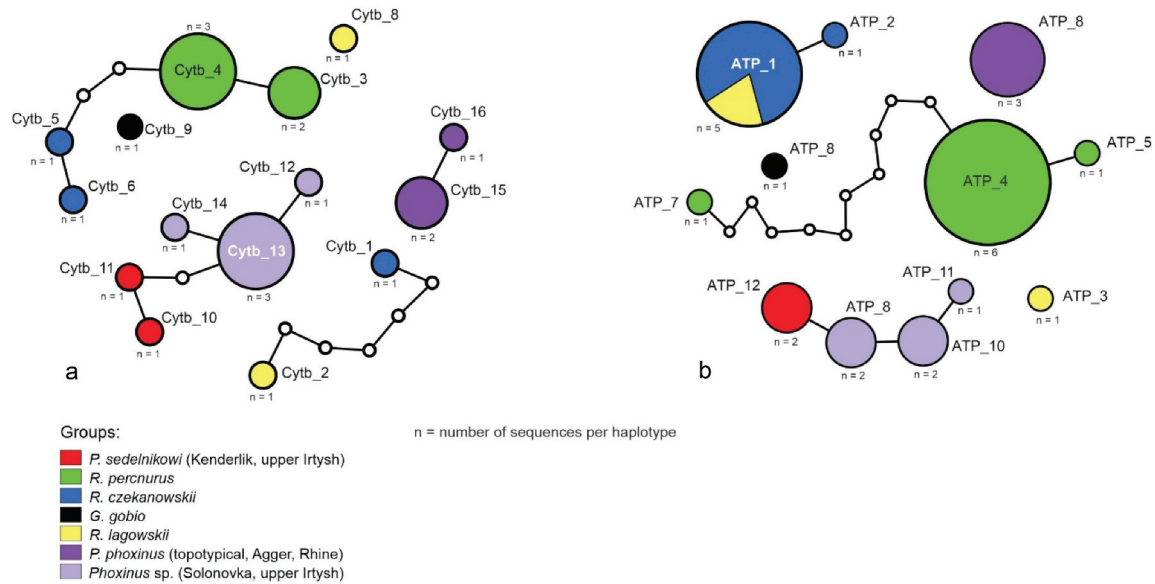 Cytb_8
n = 1
n = 3
Cytb_4
Cytb_3
n = 2
Cytb_5
n = 1
Cytb_9
n = 1
Cytb_6
n = 1
Cytb_16
n = 1
Cytb_15
n = 2
Cytb_12
n = 1
Cytb_14
n = 1
Cytb_13
n = 3
Cytb_11
n = 1
Cytb_10
n = 1
Cytb_1
n = 1
Cytb_2
n = 1
a
ATP_2
n = 1
ATP_1
n = 5
ATP_8
n = 3
ATP_8
n = 1
ATP_5
n = 1
ATP_4
n = 6
ATP_7
n = 1
ATP_12
n = 2
ATP_8
n = 2
ATP_11
n = 1
ATP_10
n = 2
ATP_3
n = 1
b
Groups:
n = number of sequences per haplotype
P. sedelnikowi (Kenderlik, upper Irtysh)
R. percnurus
R. czekanowskii
G. gobio
R. lagowskii
P. phoxinus (topotypical, Agger, Rhine)
Phoxinus sp. (Solonovka, upper Irtysh)